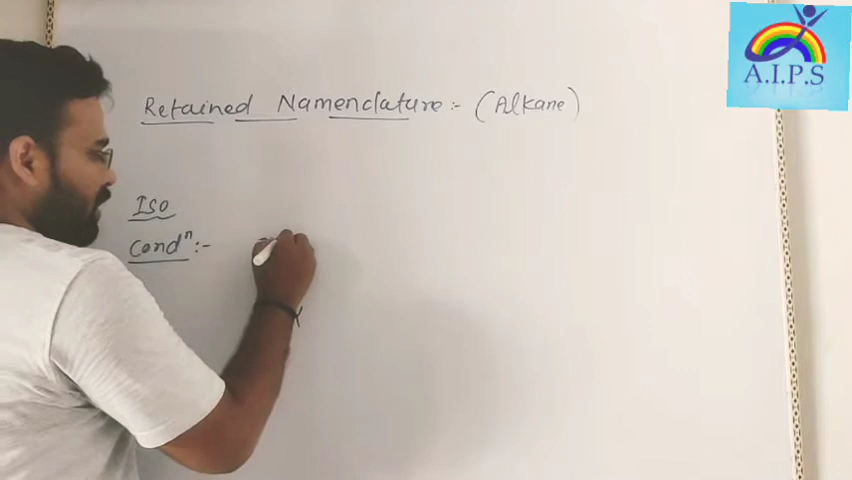 A.I.P.S
Retained Namenclature:- (Alkane)
Iso
Condⁿ:-